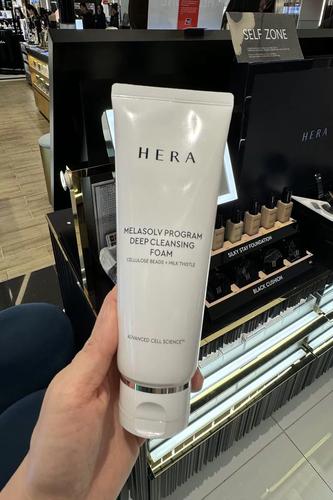 SELF ZONE
HERA
HERA
MELASOLV PROGRAM
DEEP CLEANSING
FOAM
CELLULOSE BEADS + MILK THISTLE
ADVANCED CELL SCIENCE™
SILKY STAY FOUNDATION
BLACK CUSHION